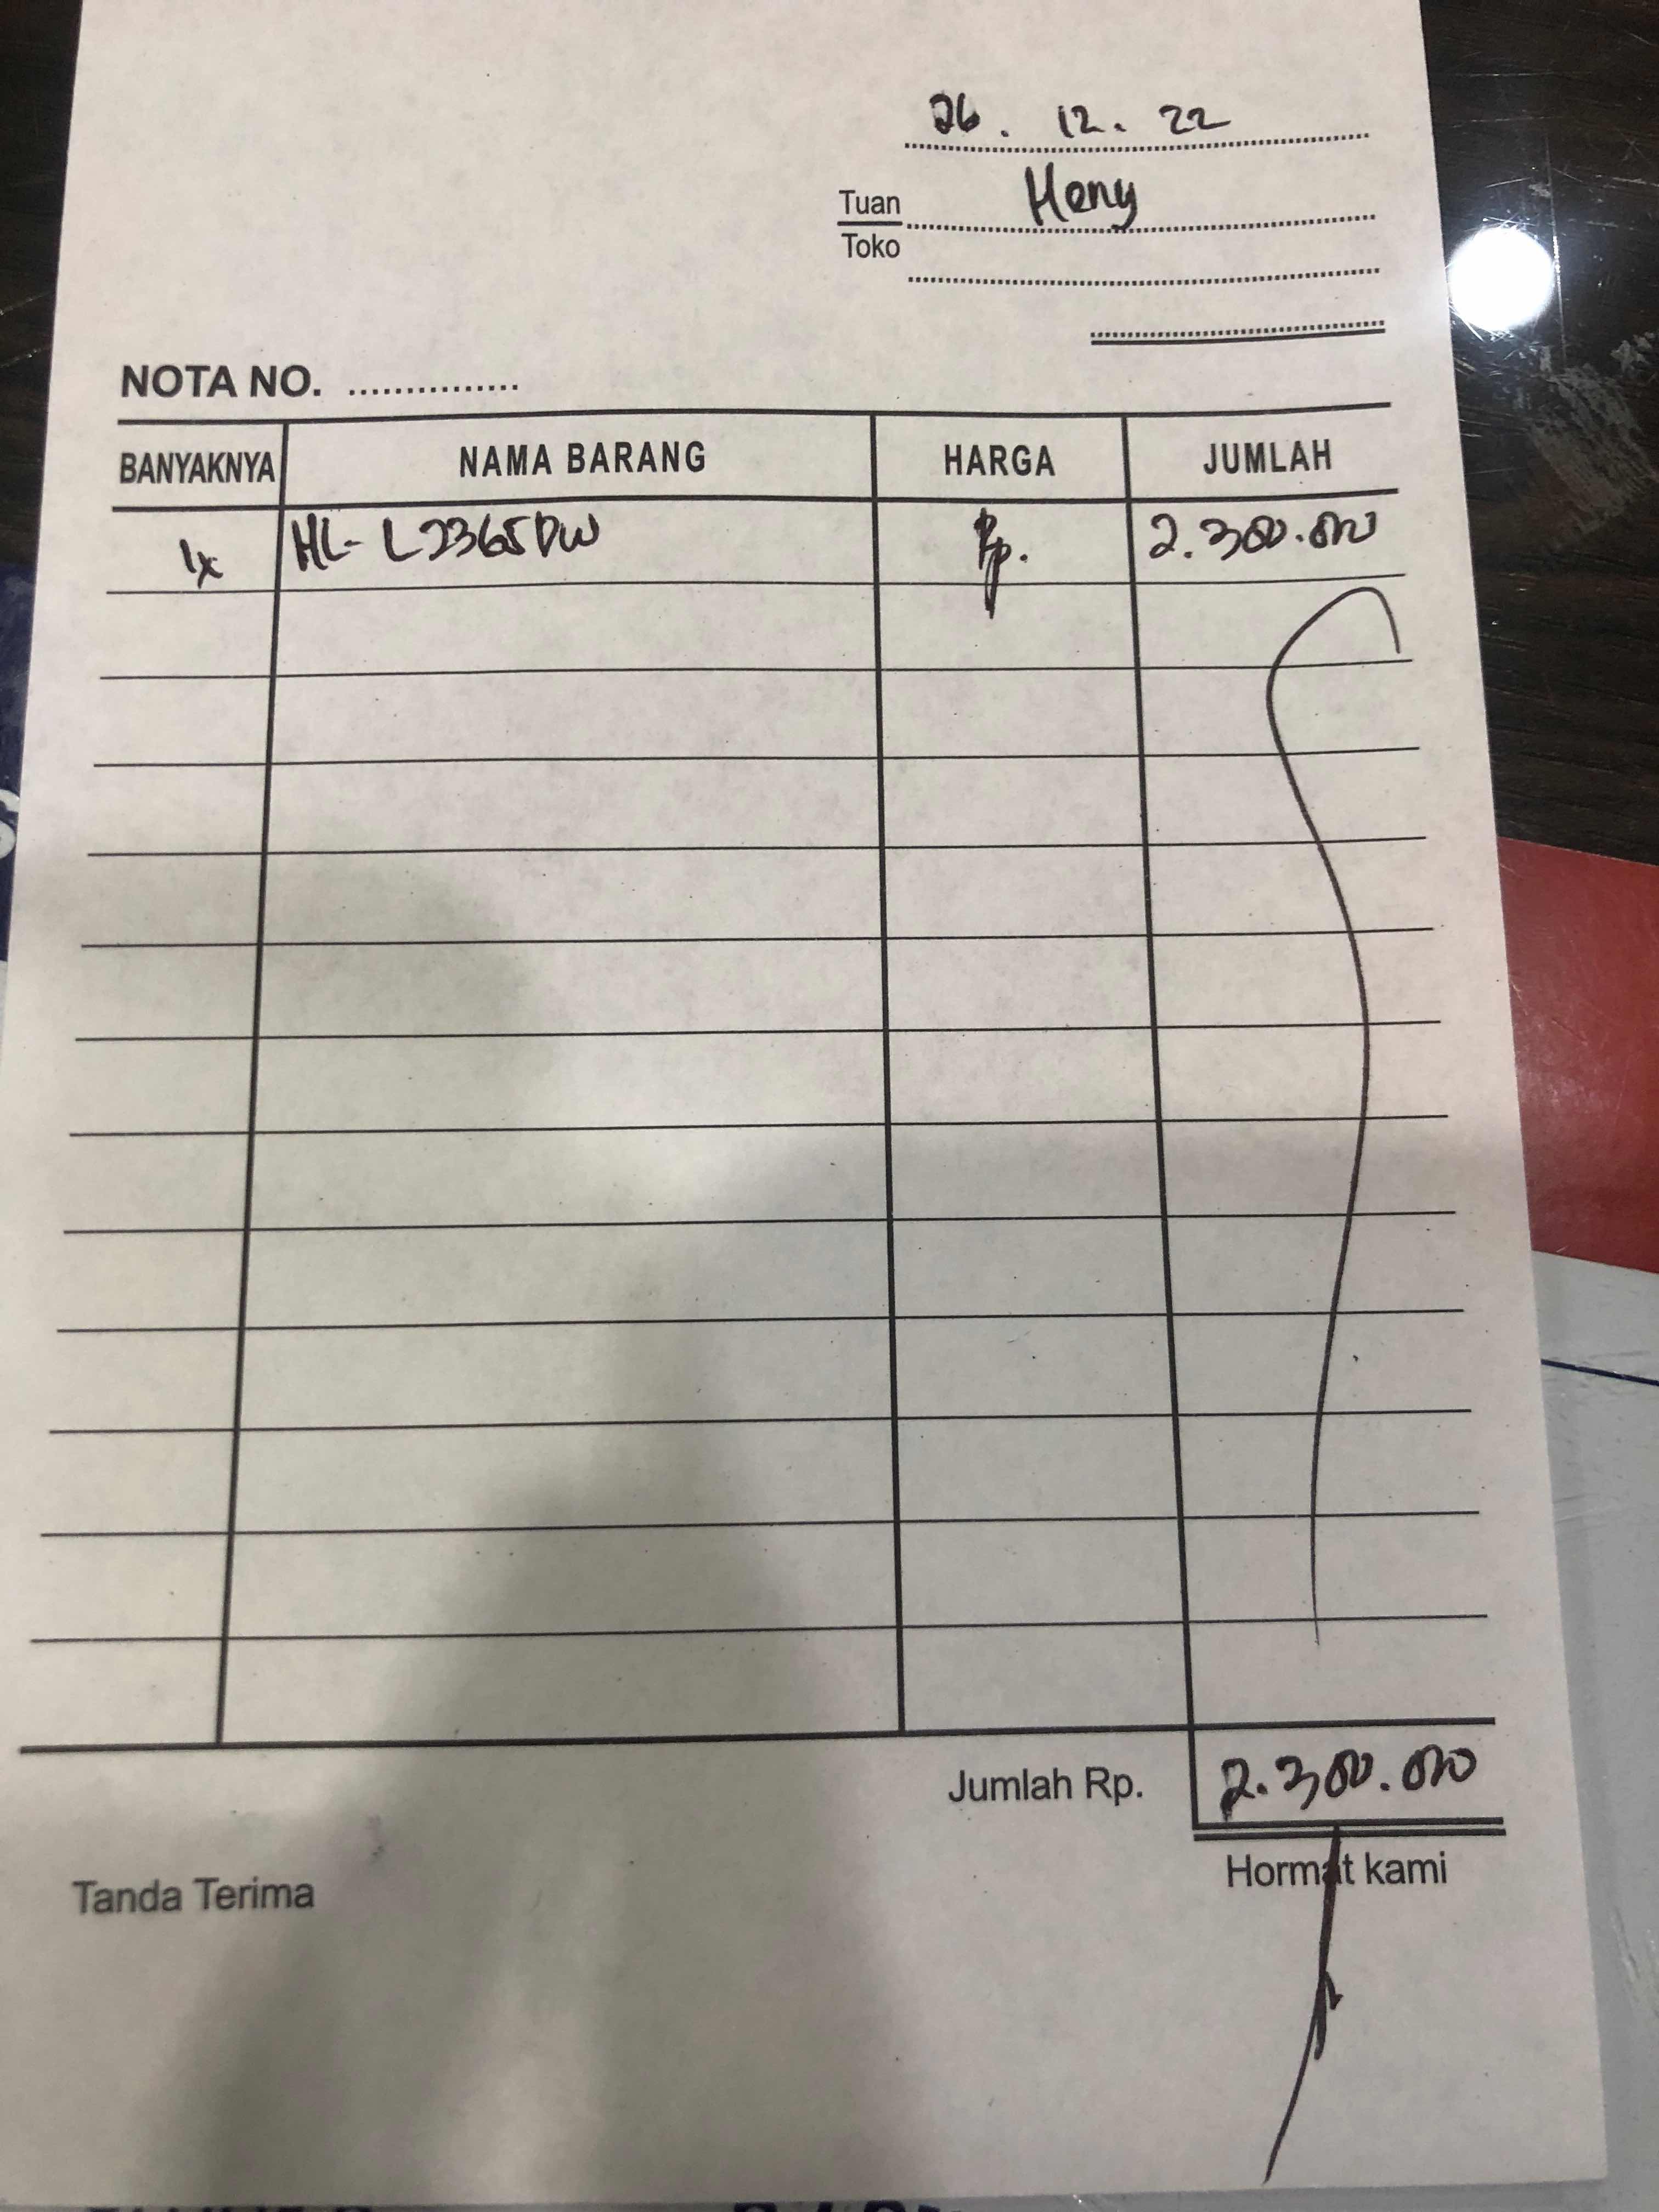 26. 12. 22
Tuan Heny
Toko
NOTA NO. ...............
BANYAKNYA NAMA BARANG HARGA JUMLAH
1x HL-L2365DW Rp. 2.300.000
Jumlah Rp. 2.300.000
Tanda Terima Hormat kami